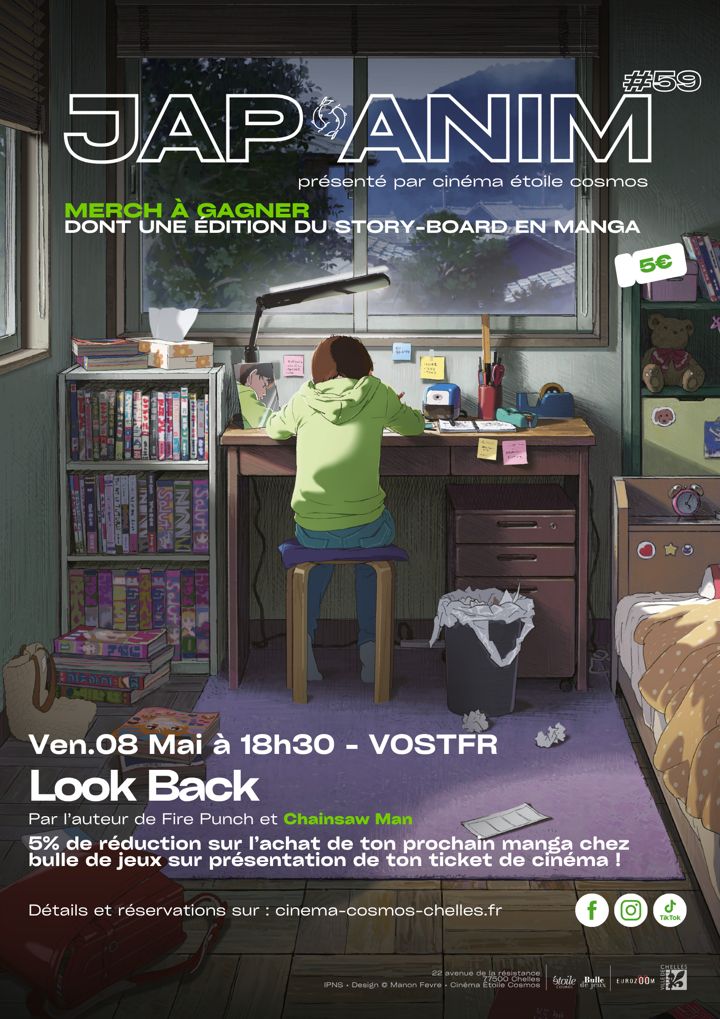 #59
JAP ANIM
présenté par cinéma étoile cosmos
MERCH À GAGNER
DONT UNE ÉDITION DU STORY-BOARD EN MANGA
5€
Ven.08 Mai à 18h30 - VOSTFR
Look Back
Par l'auteur de Fire Punch et Chainsaw Man
5% de réduction sur l'achat de ton prochain manga chez
bulle de jeux sur présentation de ton ticket de cinéma !
Détails et réservations sur : cinema-cosmos-chelles.fr
TikTok
22 avenue de la résistance
77500 Chelles
IPNS • Design © Manon Fevre • Cinéma Étoile Cosmos
étoile
COSMOS
Bulle
de jeux
EUROZOOM
VILLE DE CHELLES